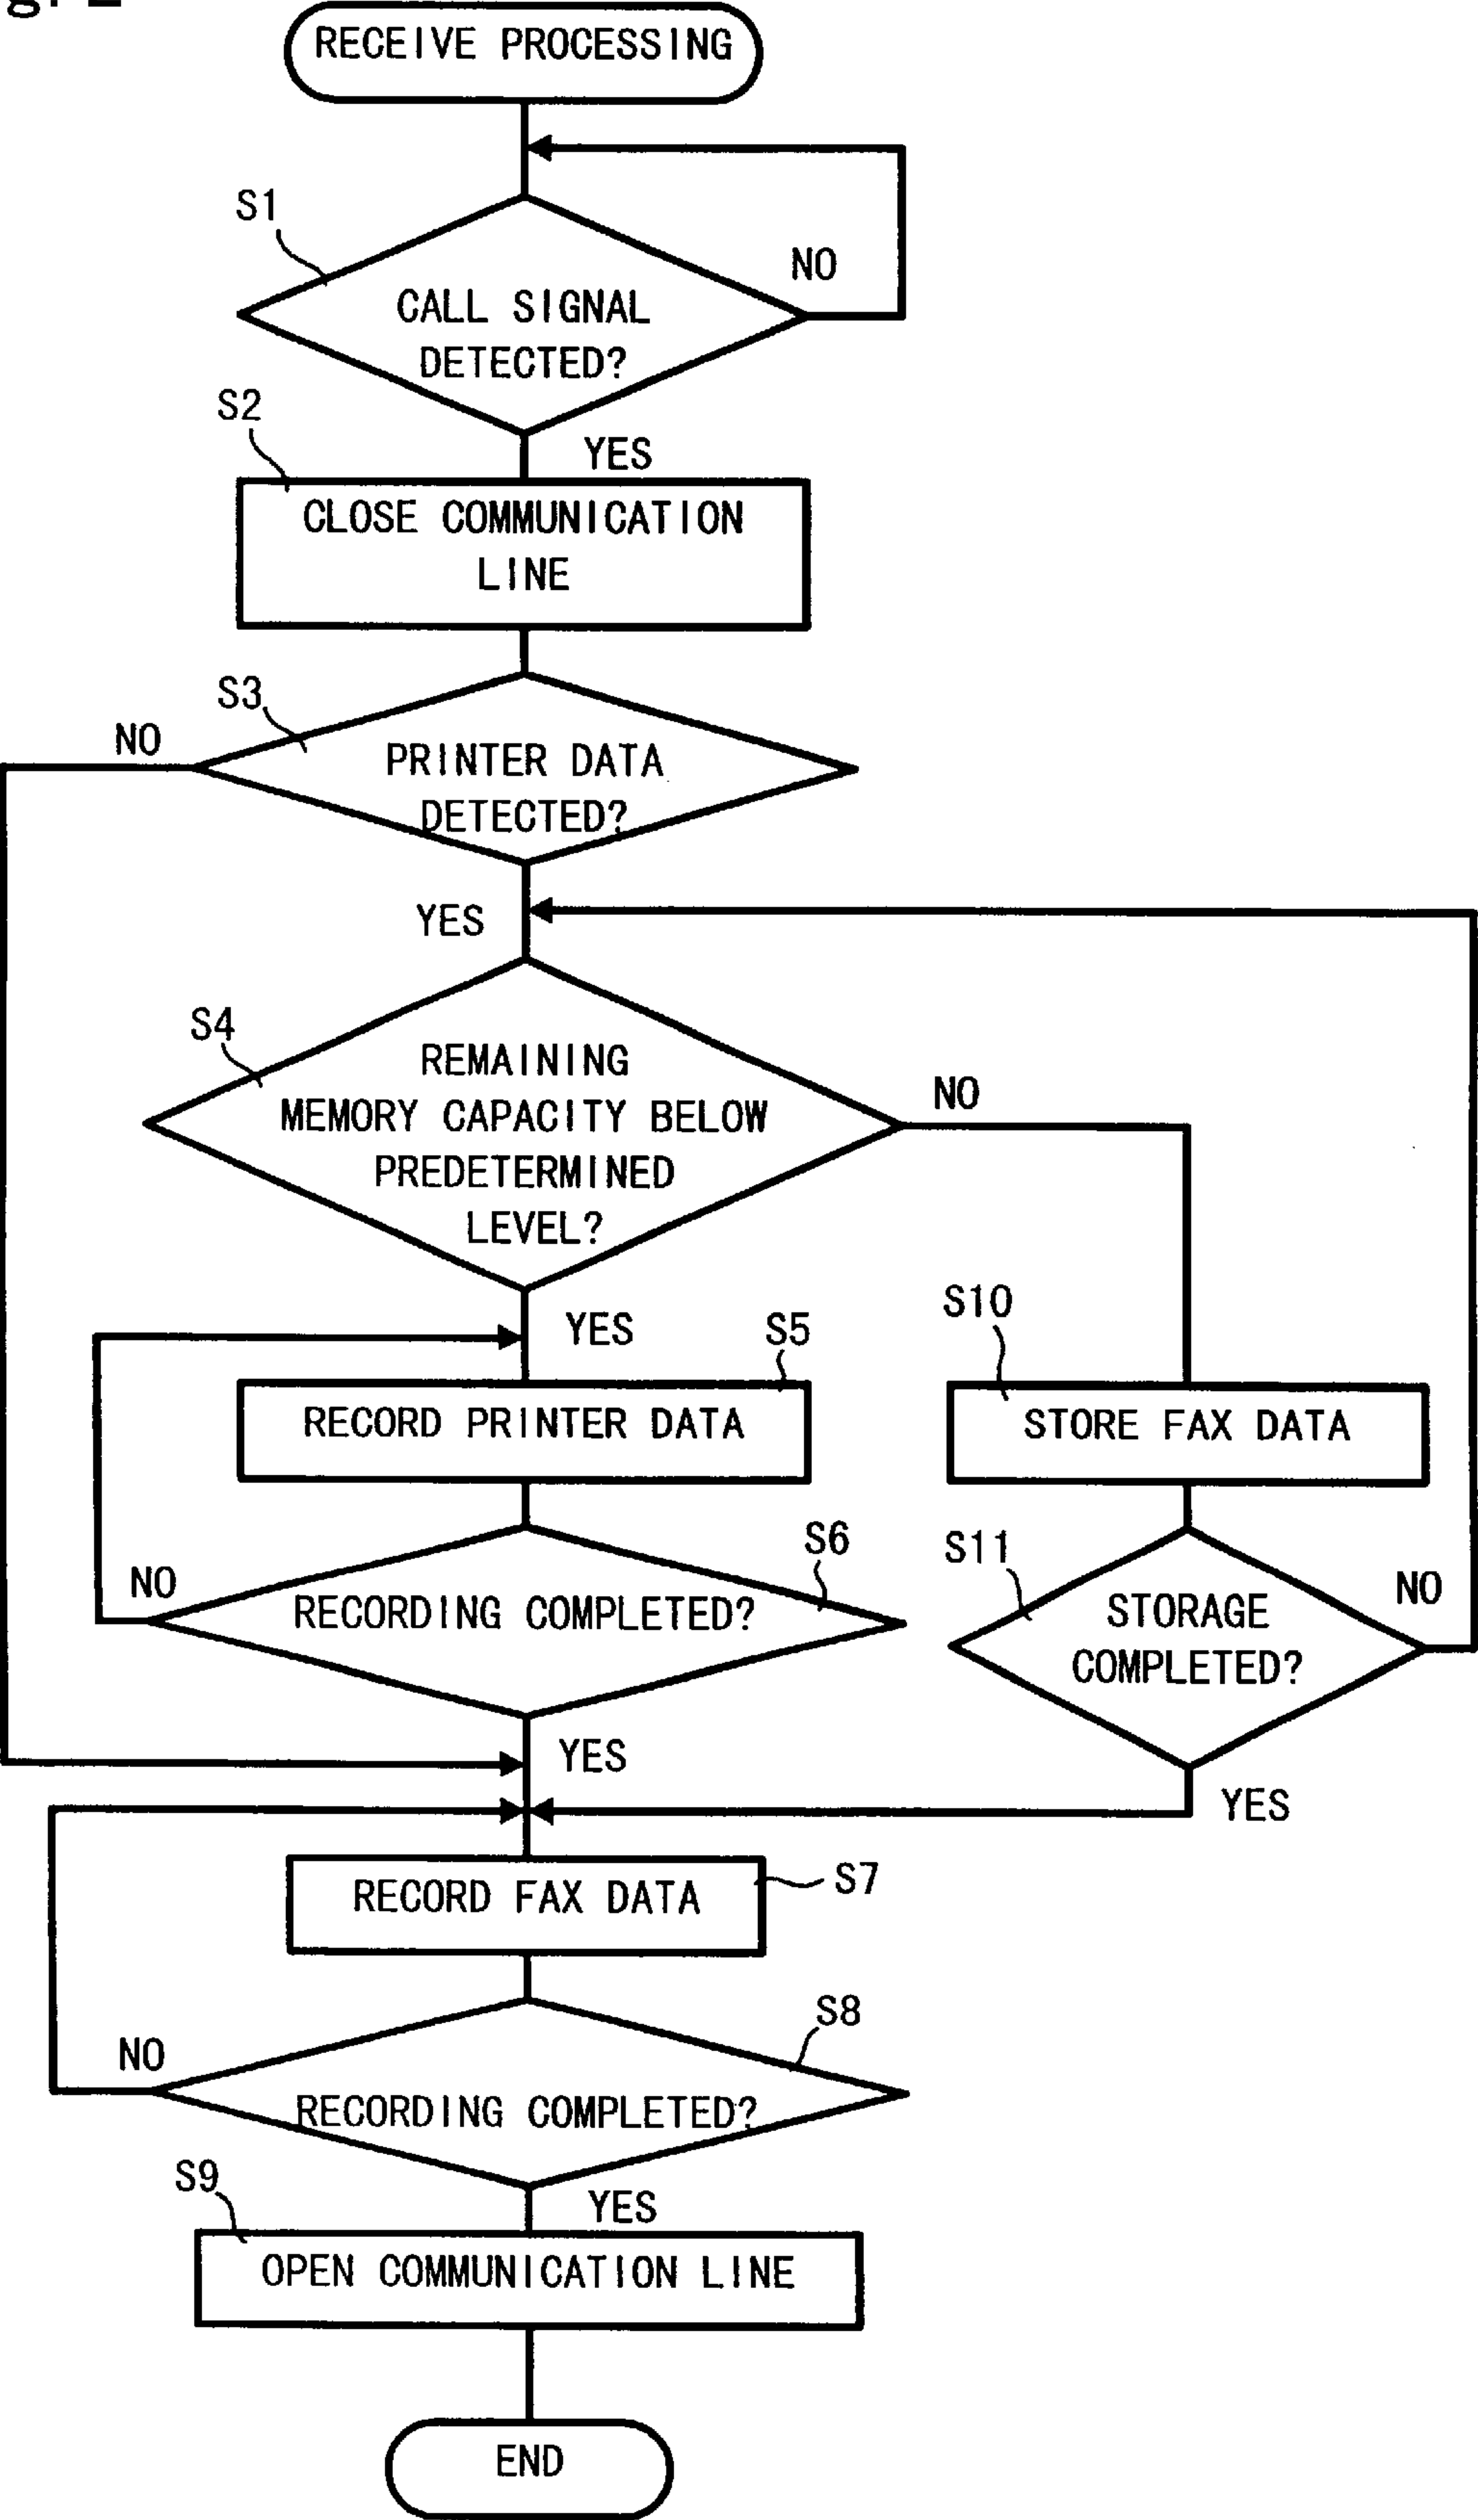 RECEIVE PROCESSING
S1
NO
CALL SIGNAL
DETECTED?
S2
YES
CLOSE COMMUNICATION
LINE
S3
NO
PRINTER DATA
DETECTED?
YES
S4
REMAINING
MEMORY CAPACITY BELOW
PREDETERMINED
LEVEL?
NO
YES
S5
S10
RECORD PRINTER DATA
STORE FAX DATA
S6
S11
NO
RECORDING COMPLETED?
STORAGE
COMPLETED?
NO
YES
YES
RECORD FAX DATA
S7
S8
NO
RECORDING COMPLETED?
S9
YES
OPEN COMMUNICATION LINE
END